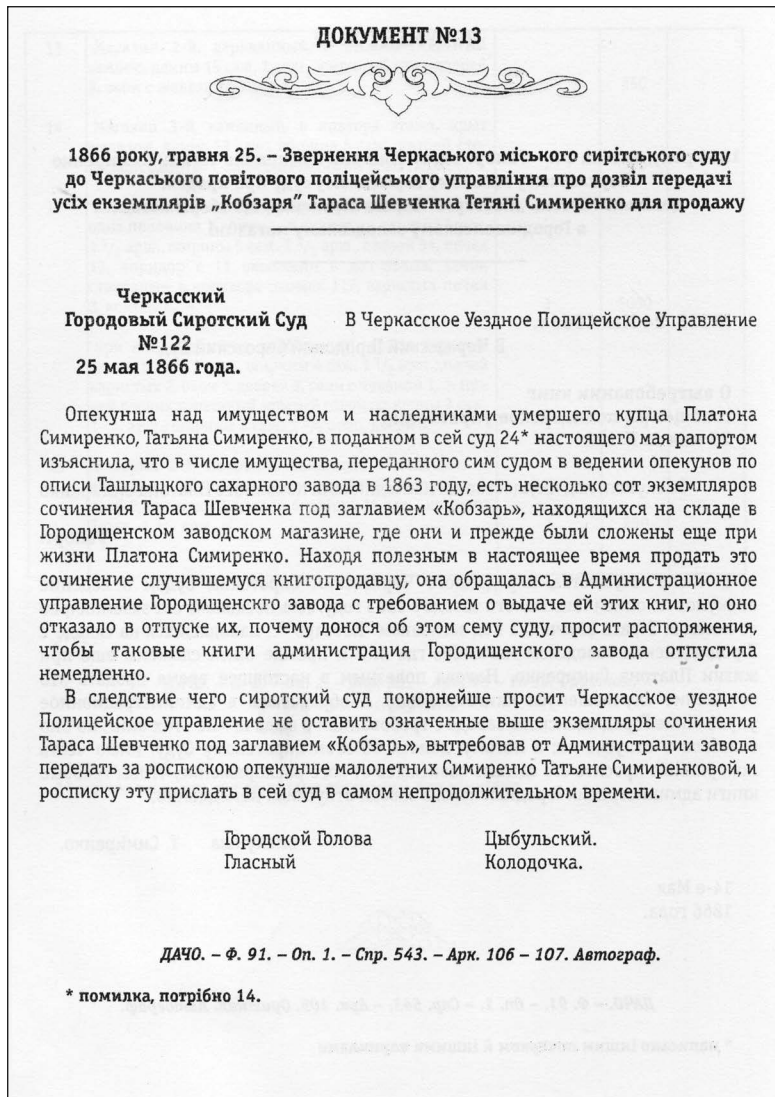 ДОКУМЕНТ №13
1866 року, травня 25. – Звернення Черкаського міського сирітського суду
до Черкаського повітового поліцейського управління про дозвіл передачі
усіх екземплярів „Кобзаря” Тараса Шевченка Тетяні Симиренко для продажу
Черкасский
Городовый Сиротский Суд В Черкасское Уездное Полицейское Управление
№122
25 мая 1866 года.
Опекунша над имуществом и наследниками умершего купца Платона
Симиренко, Татьяна Симиренко, в поданном в сей суд 24* настоящего мая рапортом
изъяснила, что в числе имущества, переданного сим судом в ведении опекунов по
описи Ташлыцкого сахарного завода в 1863 году, есть несколько сот экземпляров
сочинения Тараса Шевченка под заглавием «Кобзарь», находящихся на складе в
Городищенском заводском магазине, где они и прежде были сложены еще при
жизни Платона Симиренко. Находя полезным в настоящее время продать это
сочинение случившемуся книгопродавцу, она обращалась в Администрационное
управление Городищенскго завода с требованием о выдаче ей этих книг, но оно
отказало в отпуске их, почему донося об этом сему суду, просит распоряжения,
чтобы таковые книги администрация Городищенского завода отпустила
немедленно.
В следствие чего сиротский суд покорнейше просит Черкасское уездное
Полицейское управление не оставить означенные выше экземпляры сочинения
Тараса Шевченко под заглавием «Кобзарь», вытребовав от Администрации завода
передать за роспискою опекунше малолетних Симиренко Татьяне Симиренковой, и
росписку эту прислать в сей суд в самом непродолжительном времени.
Городской Голова Цыбульский.
Гласный Колодочка.
ДАЧО. – Ф. 91. – Оп. 1. – Спр. 543. – Арк. 106 – 107. Автограф.
* помилка, потрібно 14.